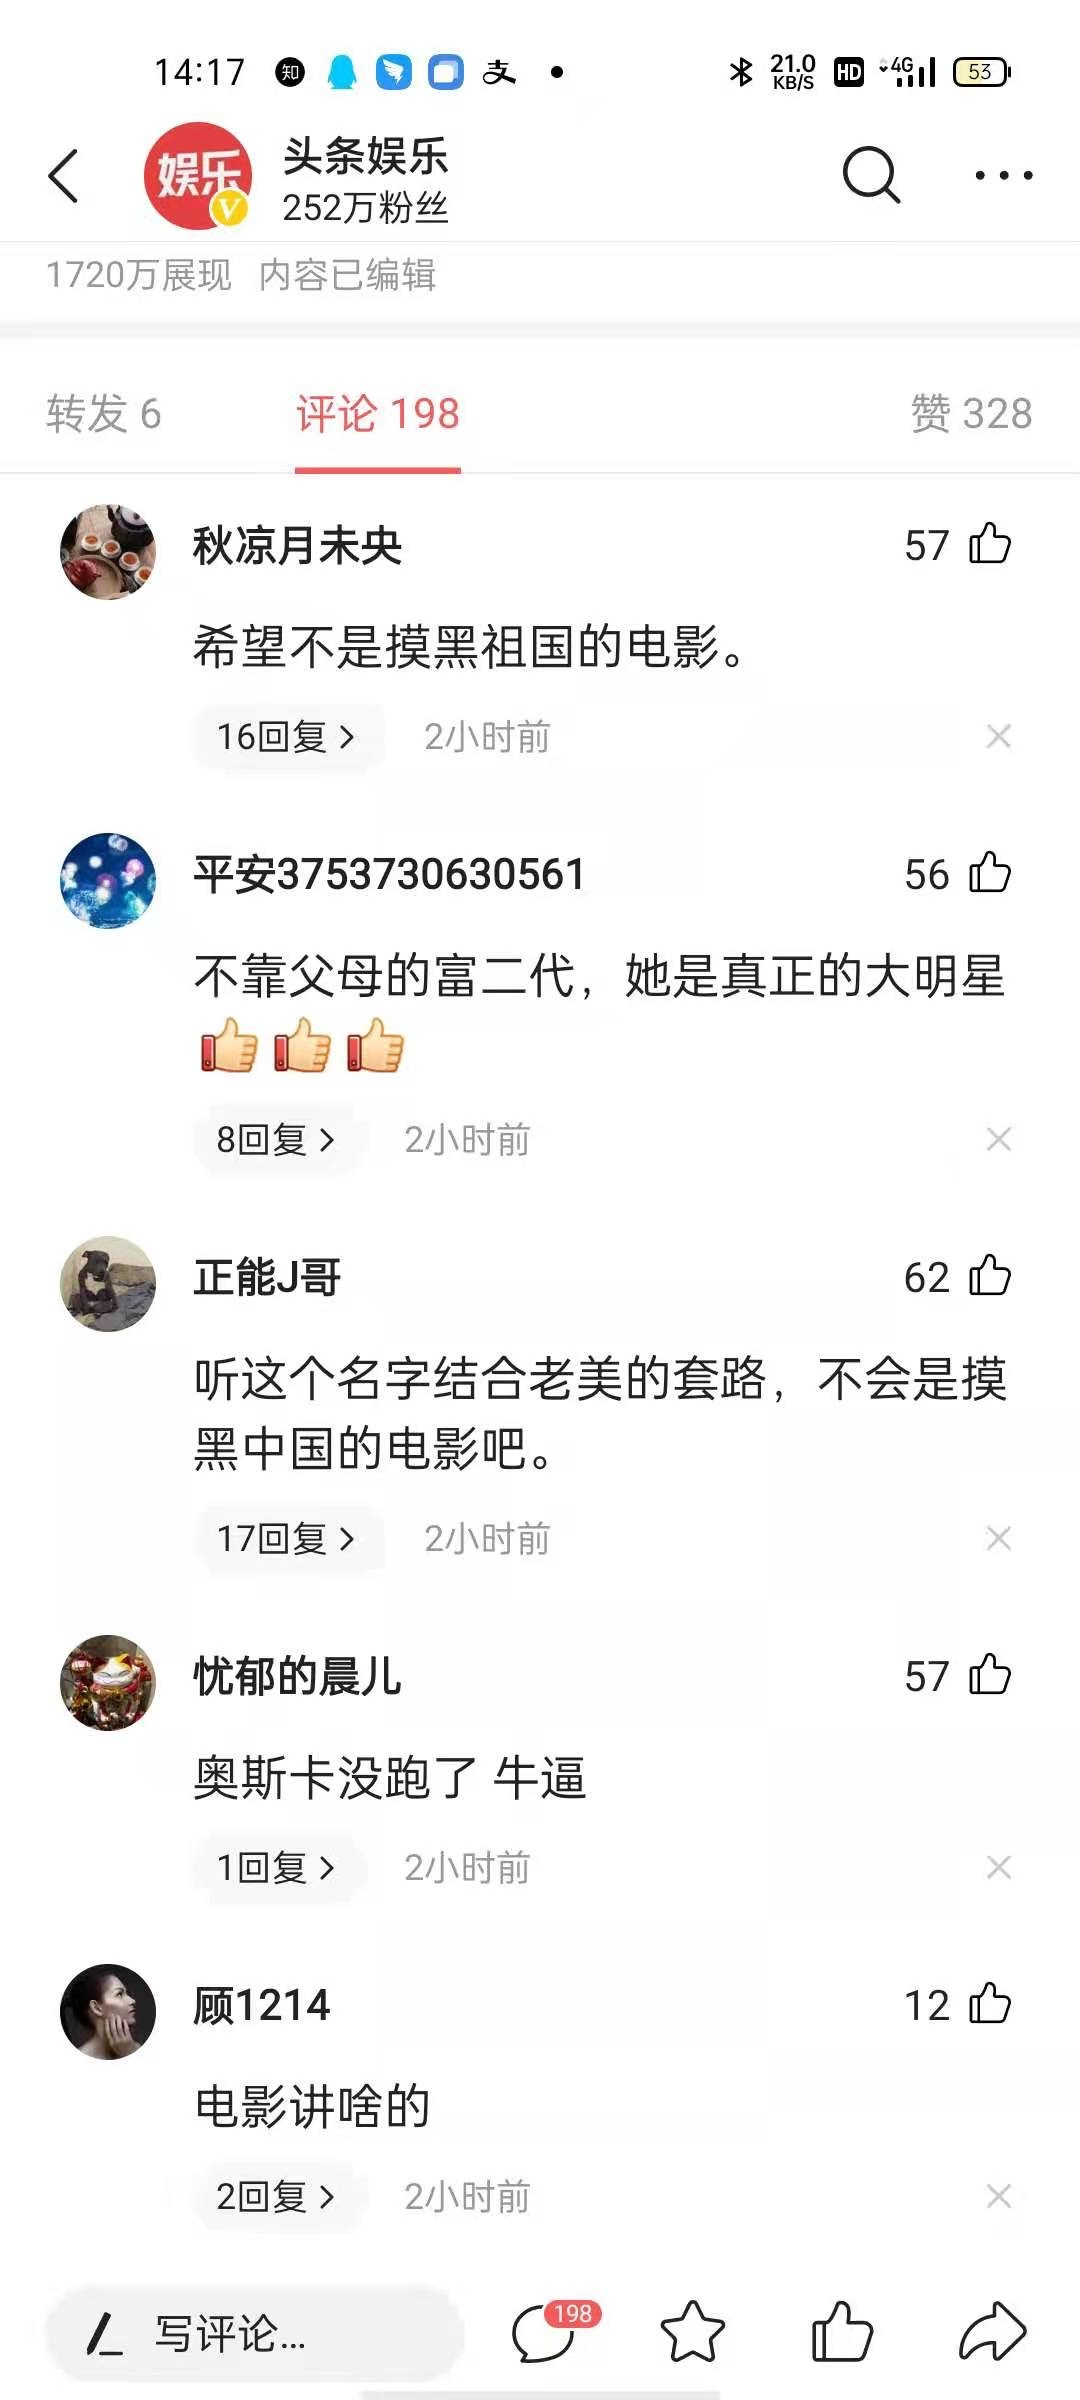 14:17 知 支 21.0 KB/S HD 4G 53
娱乐 V 头条娱乐
252万粉丝
1720万展现 内容已编辑
转发 6 评论 198 赞 328
秋凉月未央 57
希望不是摸黑祖国的电影。
16回复 2小时前
平安3753730630561 56
不靠父母的富二代，她是真正的大明星
👍👍👍
8回复 2小时前
正能J哥 62
听这个名字结合老美的套路，不会是摸
黑中国的电影吧。
17回复 2小时前
忧郁的晨儿 57
奥斯卡没跑了 牛逼
1回复 2小时前
顾1214 12
电影讲啥的
2回复 2小时前
写评论... 198